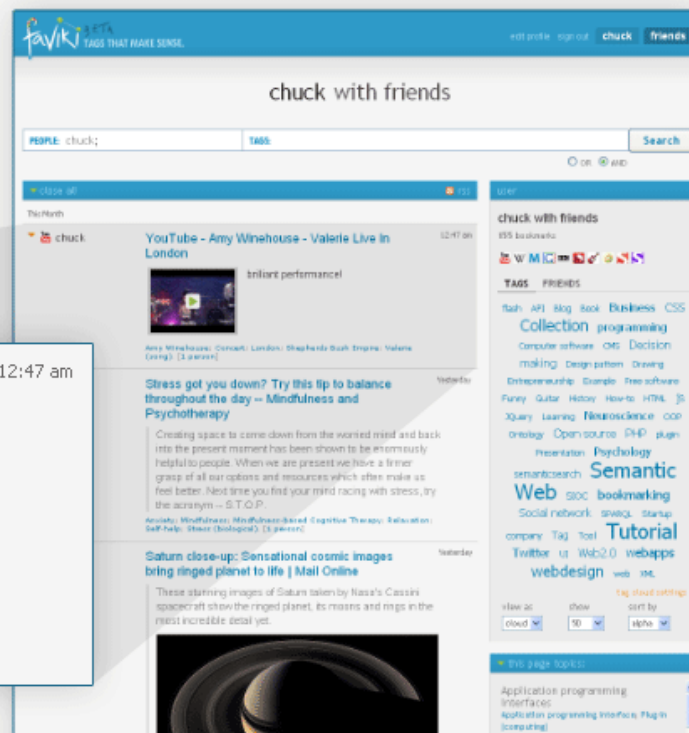 faviki BETA
TAGS THAT MAKE SENSE.
edit profile sign out chuck friends
chuck with friends
PEOPLE: chuck;
TAGS:
Search
OR AND
close all
rss
This Month
chuck
YouTube - Amy Winehouse - Valerie Live In
London
12:47 am
brilliant performance!
Amy Winehouse; Concert; London; Shepherds Bush Empire; Valerie
(song) [1 person]
12:47 am
Stress got you down? Try this tip to balance
throughout the day -- Mindfulness and
Psychotherapy
Yesterday
Creating space to come down from the worried mind and back
into the present moment has been shown to be enormously
helpful to people. When we are present we have a firmer
grasp of all our options and resources which often make us
feel better. Next time you find your mind racing with stress, try
the acronym -- S.T.O.P.
Anxiety; Mindfulness; Mindfulness-based Cognitive Therapy; Relaxation;
Self-help; Stress (biological) [1 person]
Saturn close-up: Sensational cosmic images
bring ringed planet to life | Mail Online
Yesterday
These stunning images of Saturn taken by Nasa's Cassini
spacecraft show the ringed planet, its moons and rings in the
most incredible detail yet.
user
chuck with friends
155 bookmarks
TAGS FRIENDS
flash API Blog Book Business CSS
Collection programming
Computer software CMS Decision
making Design pattern Drawing
Entrepreneurship Example Free software
Funny Guitar History How-to HTML JS
JQuery Learning Neuroscience OOP
Ontology Open source PHP plugin
Presentation Psychology
semanticsearch Semantic
Web SIOC bookmarking
Social network SPARQL Startup
company Tag Tool Tutorial
Twitter UI Web2.0 webapps
webdesign web XML
tag cloud settings
view as show sort by
cloud 50 alpha
this page topics:
Application programming
interfaces
Application programming interface; Plug-in
(computing)